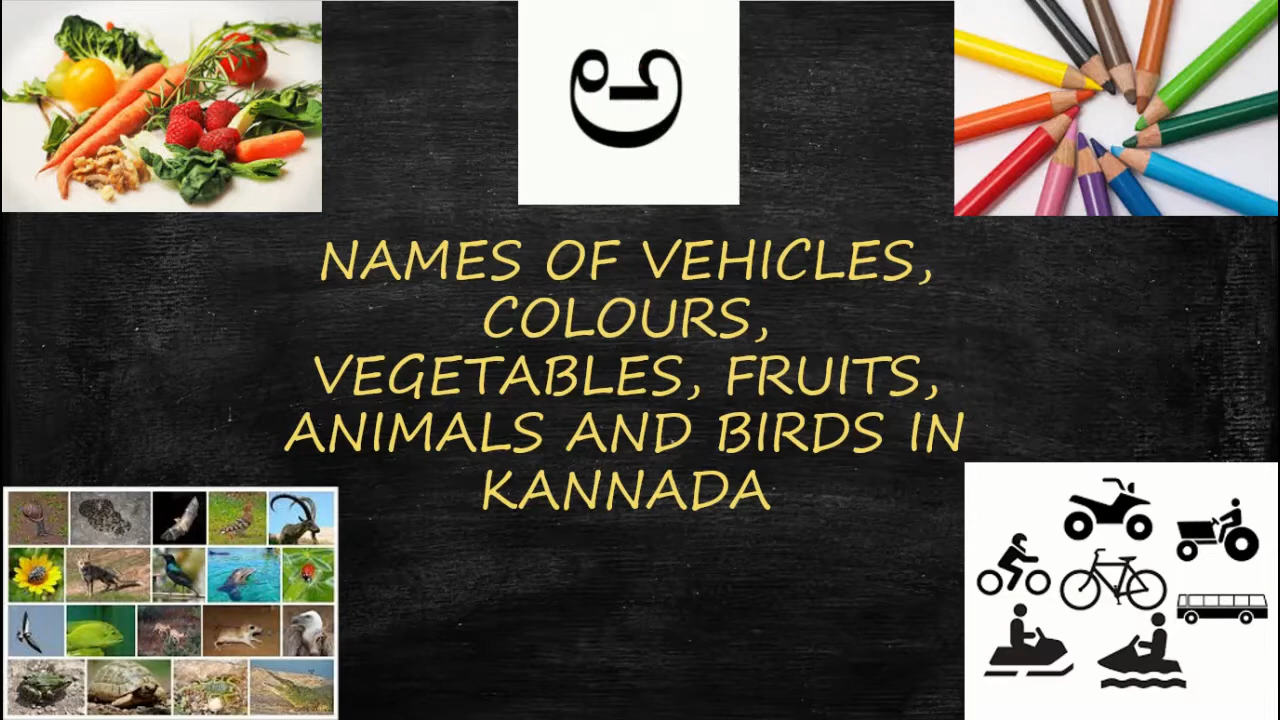 ಅ
NAMES OF VEHICLES,
COLOURS,
VEGETABLES, FRUITS,
ANIMALS AND BIRDS IN
KANNADA